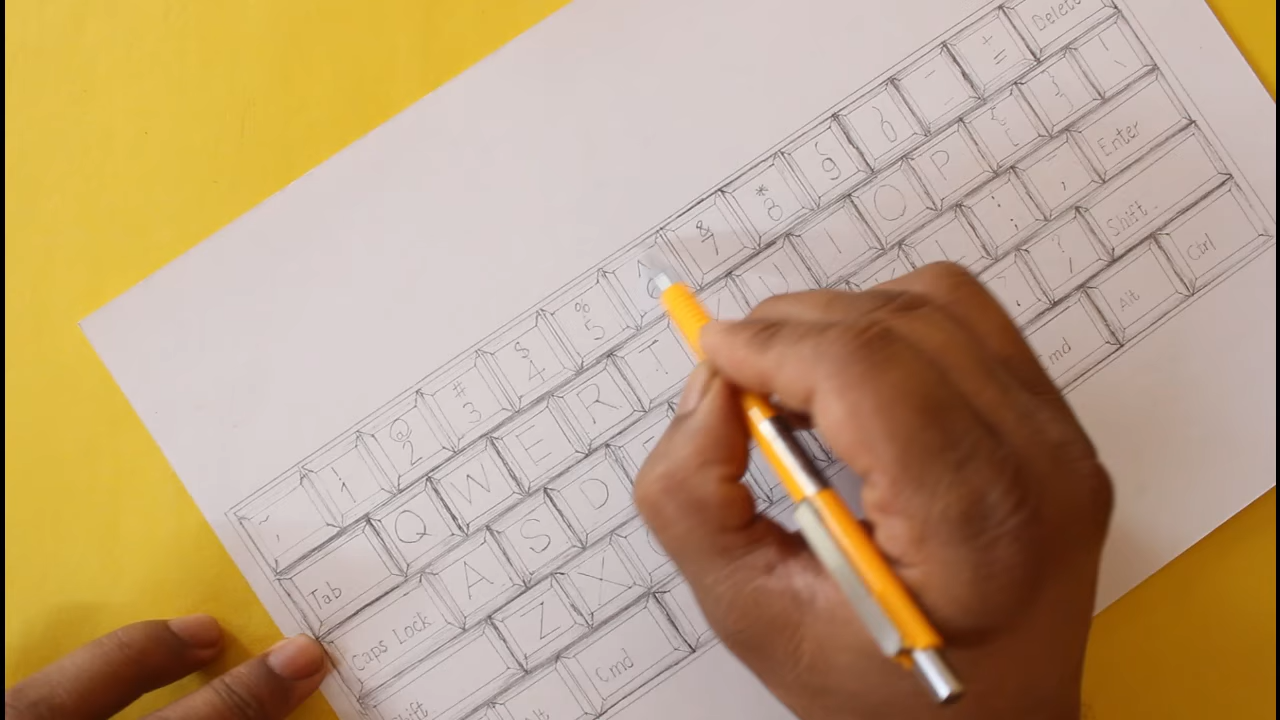 ~ ! @ # $ % ^ & * ( ) _ + Delete
1 2 3 4 5 6 7 8 9 0 - =
Tab Q W E R T U I O P { } |
[ \
Caps Lock A S D Enter
Shift Z X ? Shift
Alt Cmd Cmd Alt Ctrl